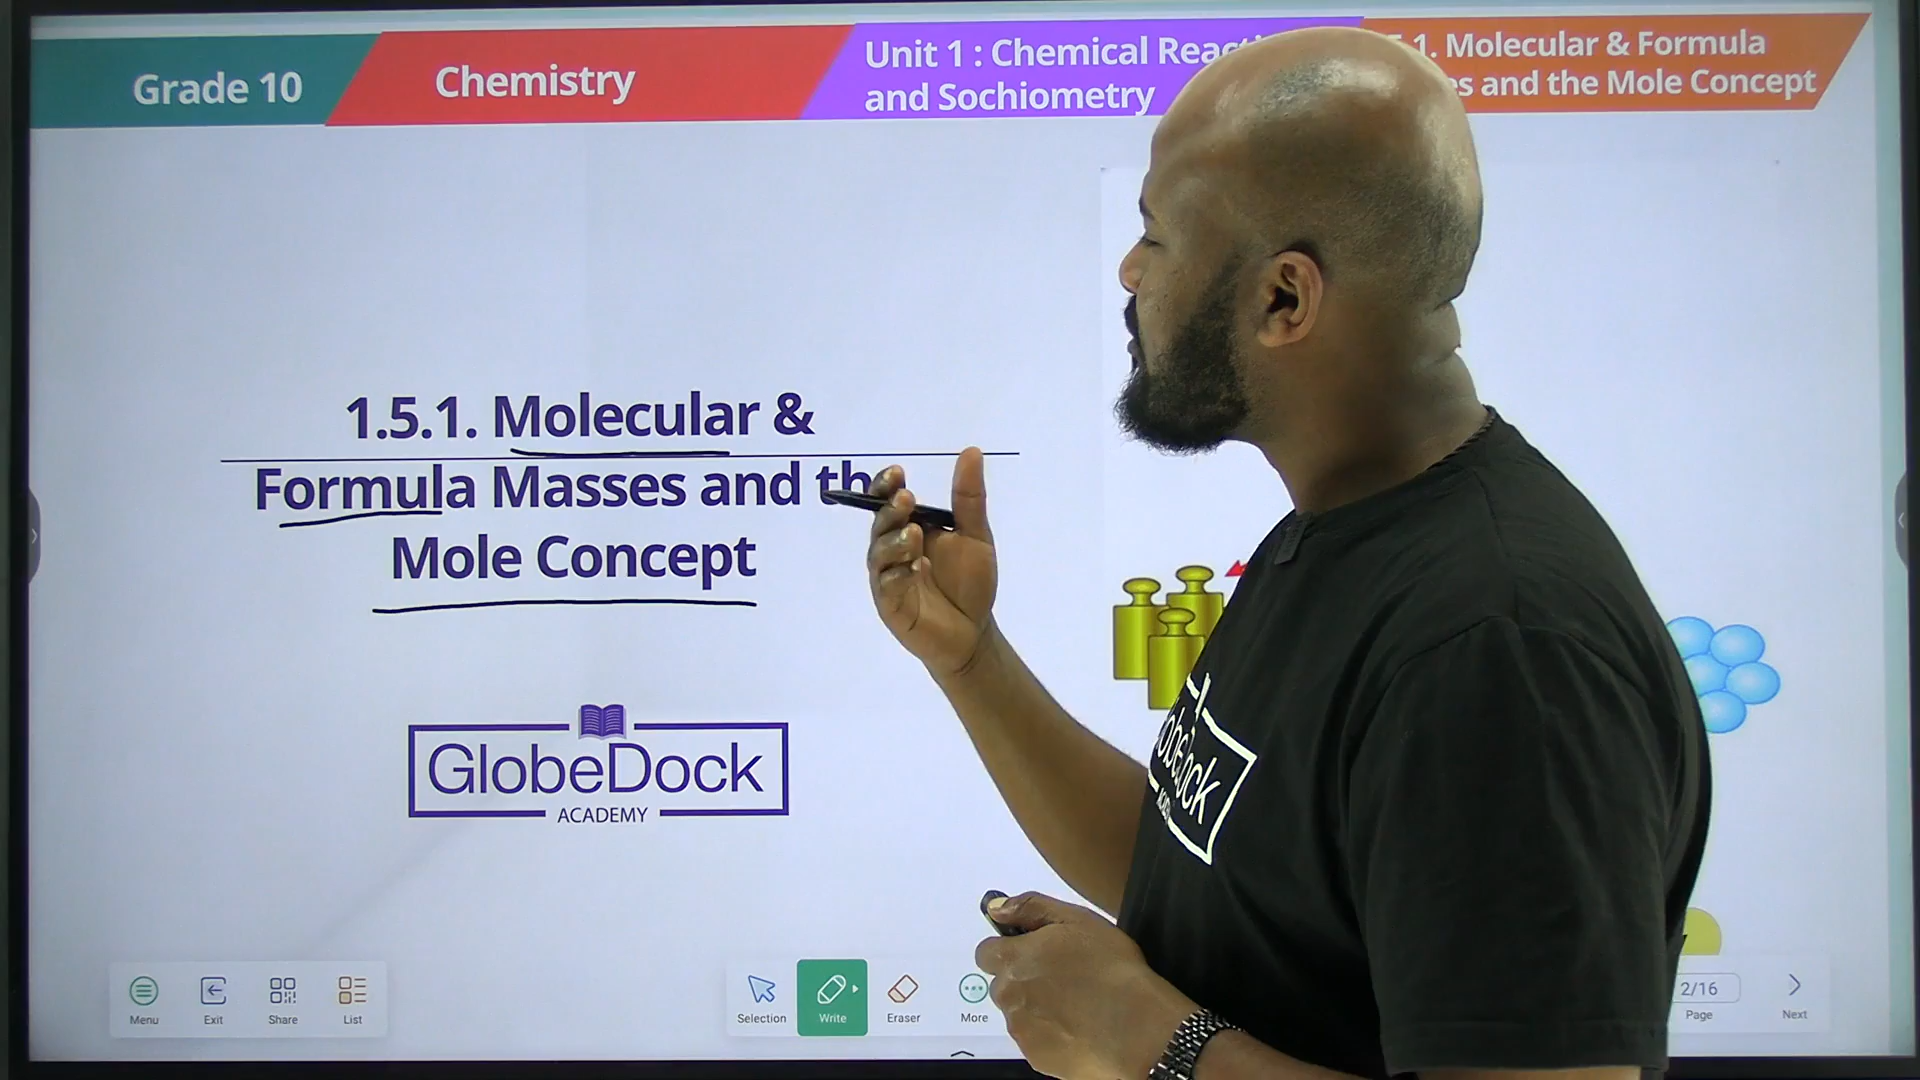 Grade 10
Chemistry
Unit 1 : Chemical
and Sochiometry
.1. Molecular & Formula
and the Mole Concept
1.5.1. Molecular &
Formula Masses and
Mole Concept
GlobeDock
ACADEMY
Menu
Exit
Share
List
Selection
Write
Eraser
More
2/16
Page
Next